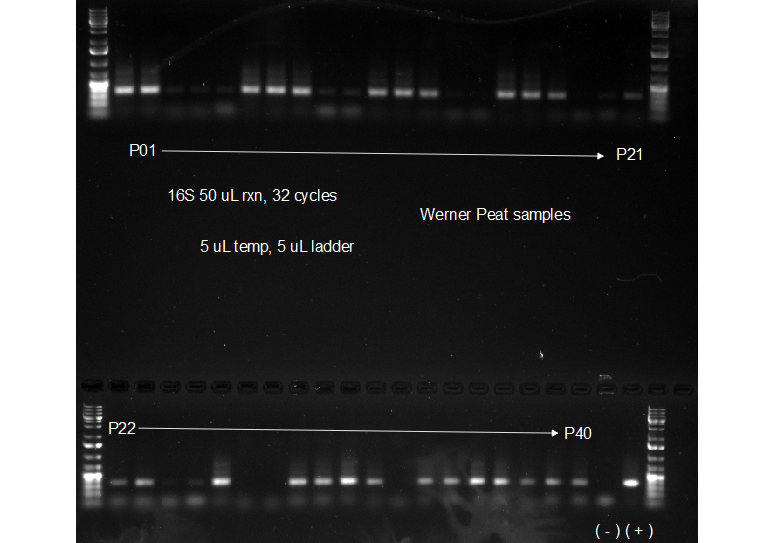 P01
P21
16S 50 uL rxn, 32 cycles
Werner Peat samples
5 uL temp, 5 uL ladder
P22
P40
( - ) ( + )